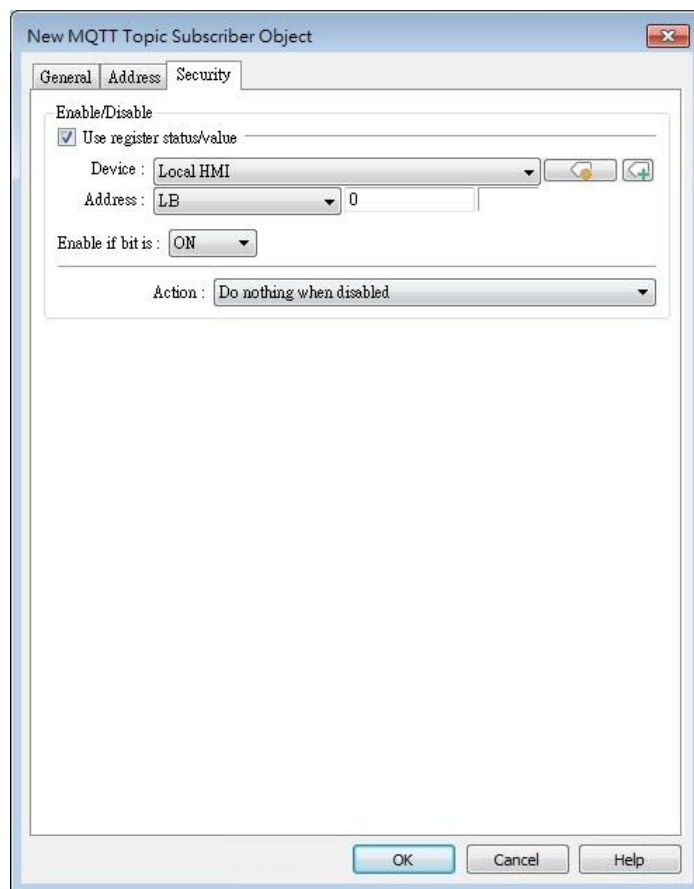 New MQTT Topic Subscriber Object
General Address Security
Enable/Disable
Use register status/value
Device : Local HMI
Address : LB 0
Enable if bit is : ON
Action : Do nothing when disabled
OK Cancel Help